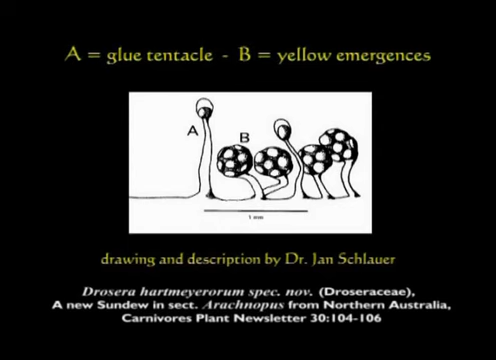 A = glue tentacle - B = yellow emergences
A
B
1 mm
drawing and description by Dr. Jan Schlauer
Drosera hartmeyerorum spec. nov. (Droseraceae),
A new Sundew in sect. Arachnopus from Northern Australia,
Carnivores Plant Newsletter 30:104-106